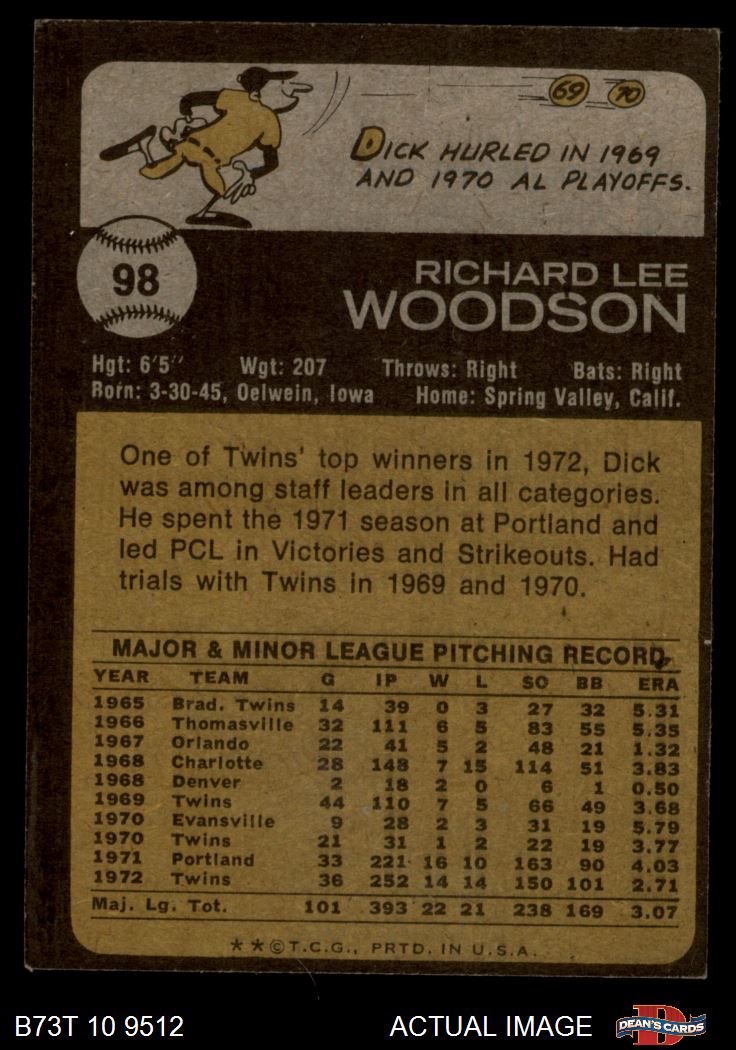 69 70
DICK HURLED IN 1969
AND 1970 AL PLAYOFFS.
98
RICHARD LEE
WOODSON
Hgt: 6'5" Wgt: 207 Throws: Right Bats: Right
Born: 3-30-45, Oelwein, Iowa Home: Spring Valley, Calif.
One of Twins' top winners in 1972, Dick
was among staff leaders in all categories.
He spent the 1971 season at Portland and
led PCL in Victories and Strikeouts. Had
trials with Twins in 1969 and 1970.
MAJOR & MINOR LEAGUE PITCHING RECORD
YEAR TEAM G IP W L SO BB ERA
1965 Brad. Twins 14 39 0 3 27 32 5.31
1966 Thomasville 32 111 6 5 83 55 5.35
1967 Orlando 22 41 5 2 48 21 1.32
1968 Charlotte 28 148 7 15 114 51 3.83
1968 Denver 2 18 2 0 6 1 0.50
1969 Twins 44 110 7 5 66 49 3.68
1970 Evansville 9 28 2 3 31 19 5.79
1970 Twins 21 31 1 2 22 19 3.77
1971 Portland 33 221 16 10 163 90 4.03
1972 Twins 36 252 14 14 150 101 2.71
Maj. Lg. Tot. 101 393 22 21 238 169 3.07
**©T.C.G., PRTD. IN U.S.A.
B73T 10 9512 ACTUAL IMAGE D DEAN'S CARDS